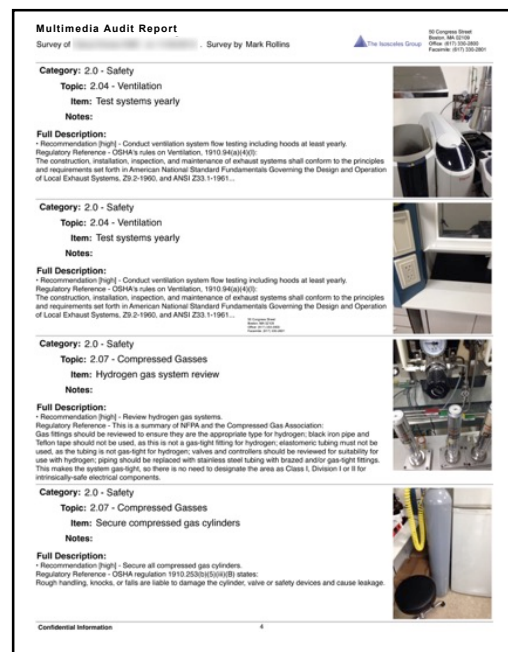 Multimedia Audit Report
Survey of . Survey by Mark Rollins
The Isosceles Group
50 Congress Street
Boston, MA 02109
Office: (617) 330-2800
Facsimile: (617) 330-2801
Category: 2.0 - Safety
Topic: 2.04 - Ventilation
Item: Test systems yearly
Notes:
Full Description:
• Recommendation [high] - Conduct ventilation system flow testing including hoods at least yearly.
Regulatory Reference - OSHA's rules on Ventilation, 1910.94(a)(4)(I):
The construction, installation, inspection, and maintenance of exhaust systems shall conform to the principles
and requirements set forth in American National Standard Fundamentals Governing the Design and Operation
of Local Exhaust Systems, Z9.2-1960, and ANSI Z33.1-1961...
Category: 2.0 - Safety
Topic: 2.04 - Ventilation
Item: Test systems yearly
Notes:
Full Description:
• Recommendation [high] - Conduct ventilation system flow testing including hoods at least yearly.
Regulatory Reference - OSHA's rules on Ventilation, 1910.94(a)(4)(I):
The construction, installation, inspection, and maintenance of exhaust systems shall conform to the principles
and requirements set forth in American National Standard Fundamentals Governing the Design and Operation
of Local Exhaust Systems, Z9.2-1960, and ANSI Z33.1-1961...
50 Congress Street
Category: 2.0 - Safety
Topic: 2.07 - Compressed Gasses
Item: Hydrogen gas system review
Notes:
Full Description:
• Recommendation [high] - Review hydrogen gas systems.
Regulatory Reference - This is a summary of NFPA and the Compressed Gas Association:
Gas fittings should be reviewed to ensure they are the appropriate type for hydrogen; black iron pipe and
Teflon tape should not be used, as this is not a gas-tight fitting for hydrogen; elastomeric tubing must not be
used, as the tubing is not gas-tight for hydrogen; valves and controllers should be reviewed for suitability for
use with hydrogen; piping should be replaced with stainless steel tubing with brazed and/or gas-tight fittings.
This makes the system gas-tight, so there is no need to designate the area as Class I, Division I or II for
intrinsically-safe electrical components.
Category: 2.0 - Safety
Topic: 2.07 - Compressed Gasses
Item: Secure compressed gas cylinders
Notes:
Full Description:
• Recommendation [high] - Secure all compressed gas cylinders.
Regulatory Reference - OSHA regulation 1910.253(b)(5)(iii)(B) states:
Rough handling, knocks, or falls are liable to damage the cylinder, valve or safety devices and cause leakage.
Confidential Information 4